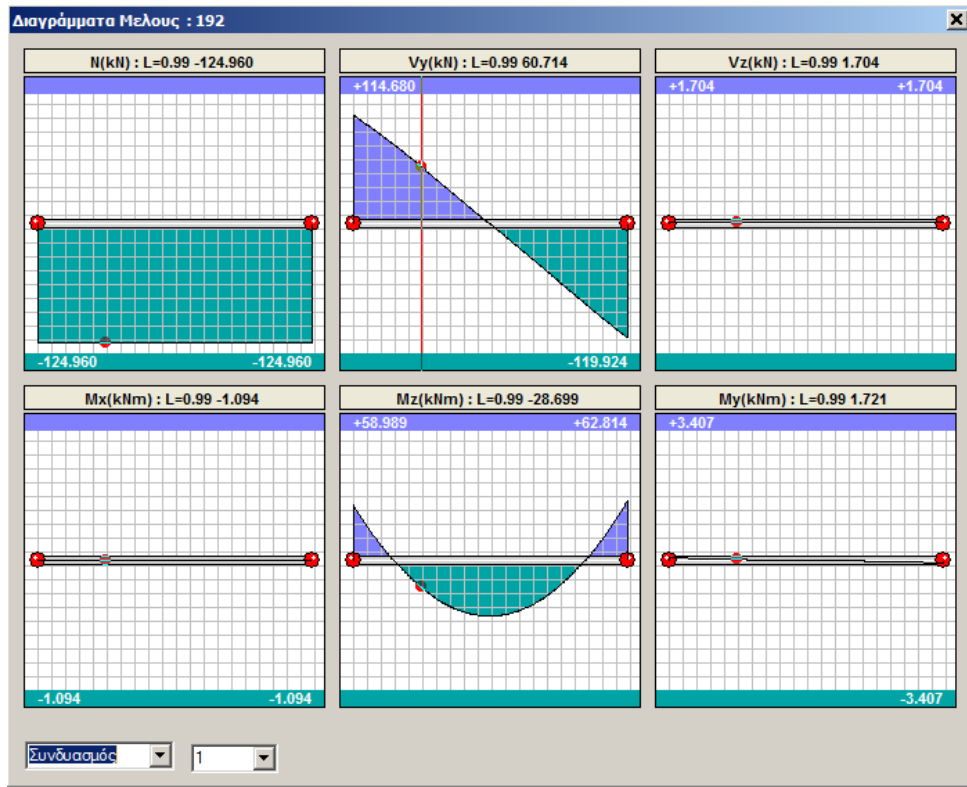 Διαγράμματα Μελους : 192
N(kN) : L=0.99 -124.960
Vy(kN) : L=0.99 60.714
Vz(kN) : L=0.99 1.704
+114.680
+1.704 +1.704
-124.960 -124.960
-119.924
Mx(kNm) : L=0.99 -1.094
Mz(kNm) : L=0.99 -28.699
My(kNm) : L=0.99 1.721
+58.989 +62.814
+3.407
-1.094 -1.094
-3.407
Συνδυασμός
1